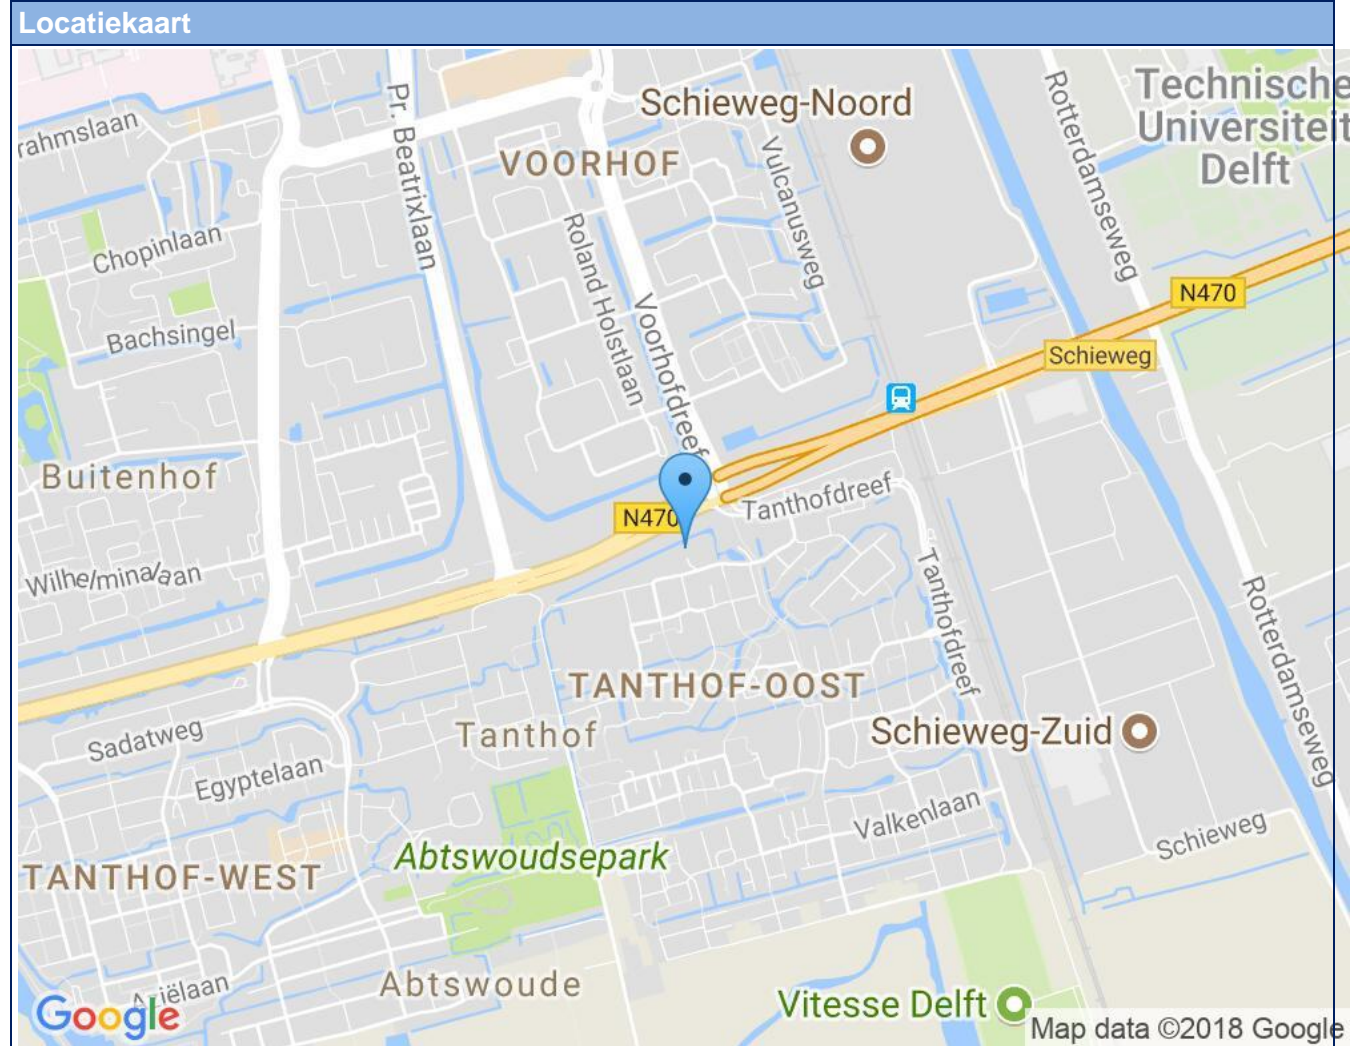 Locatiekaart
Technische
Universiteit
Delft
Schieweg-Noord
Pr. Beatrixlaan
rahmslaan
VOORHOF
Vulcanusweg
Rotterdamseweg
Chopinlaan
Roland Holstlaan
Voorhofdreef
N470
Bachsingel
Schieweg
Buitenhof
Tanthofdreef
N470
Wilhelminalaan
Tanthofdreef
Rotterdamseweg
TANTHOF-OOST
Tanthof
Schieweg-Zuid
Sadatweg
Egyptelaan
Valkenlaan
Schieweg
Abtswoudsepark
TANTHOF-WEST
Abtswoude
Vitesse Delft
Google
Map data ©2018 Google